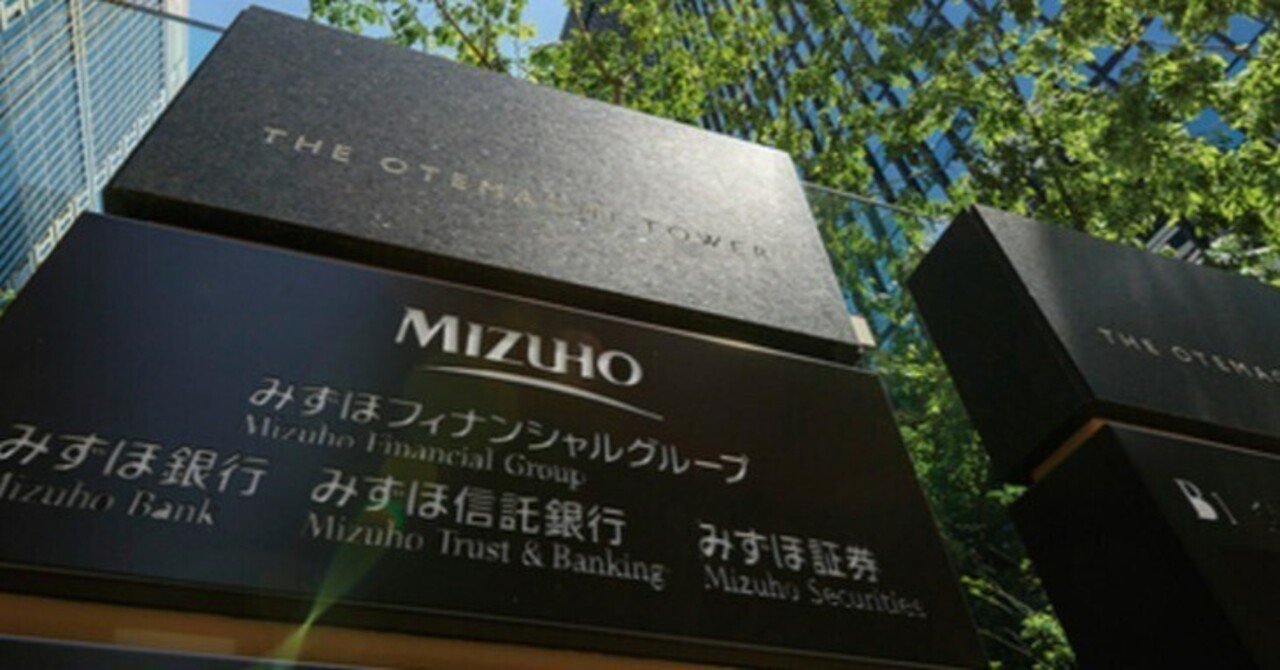 THE OTEMACHI TOWER
MIZUHO
みずほフィナンシャルグループ
Mizuho Financial Group
みずほ銀行
Mizuho Bank
みずほ信託銀行
Mizuho Trust & Banking
みずほ証券
Mizuho Securities
THE OTEMA
B1